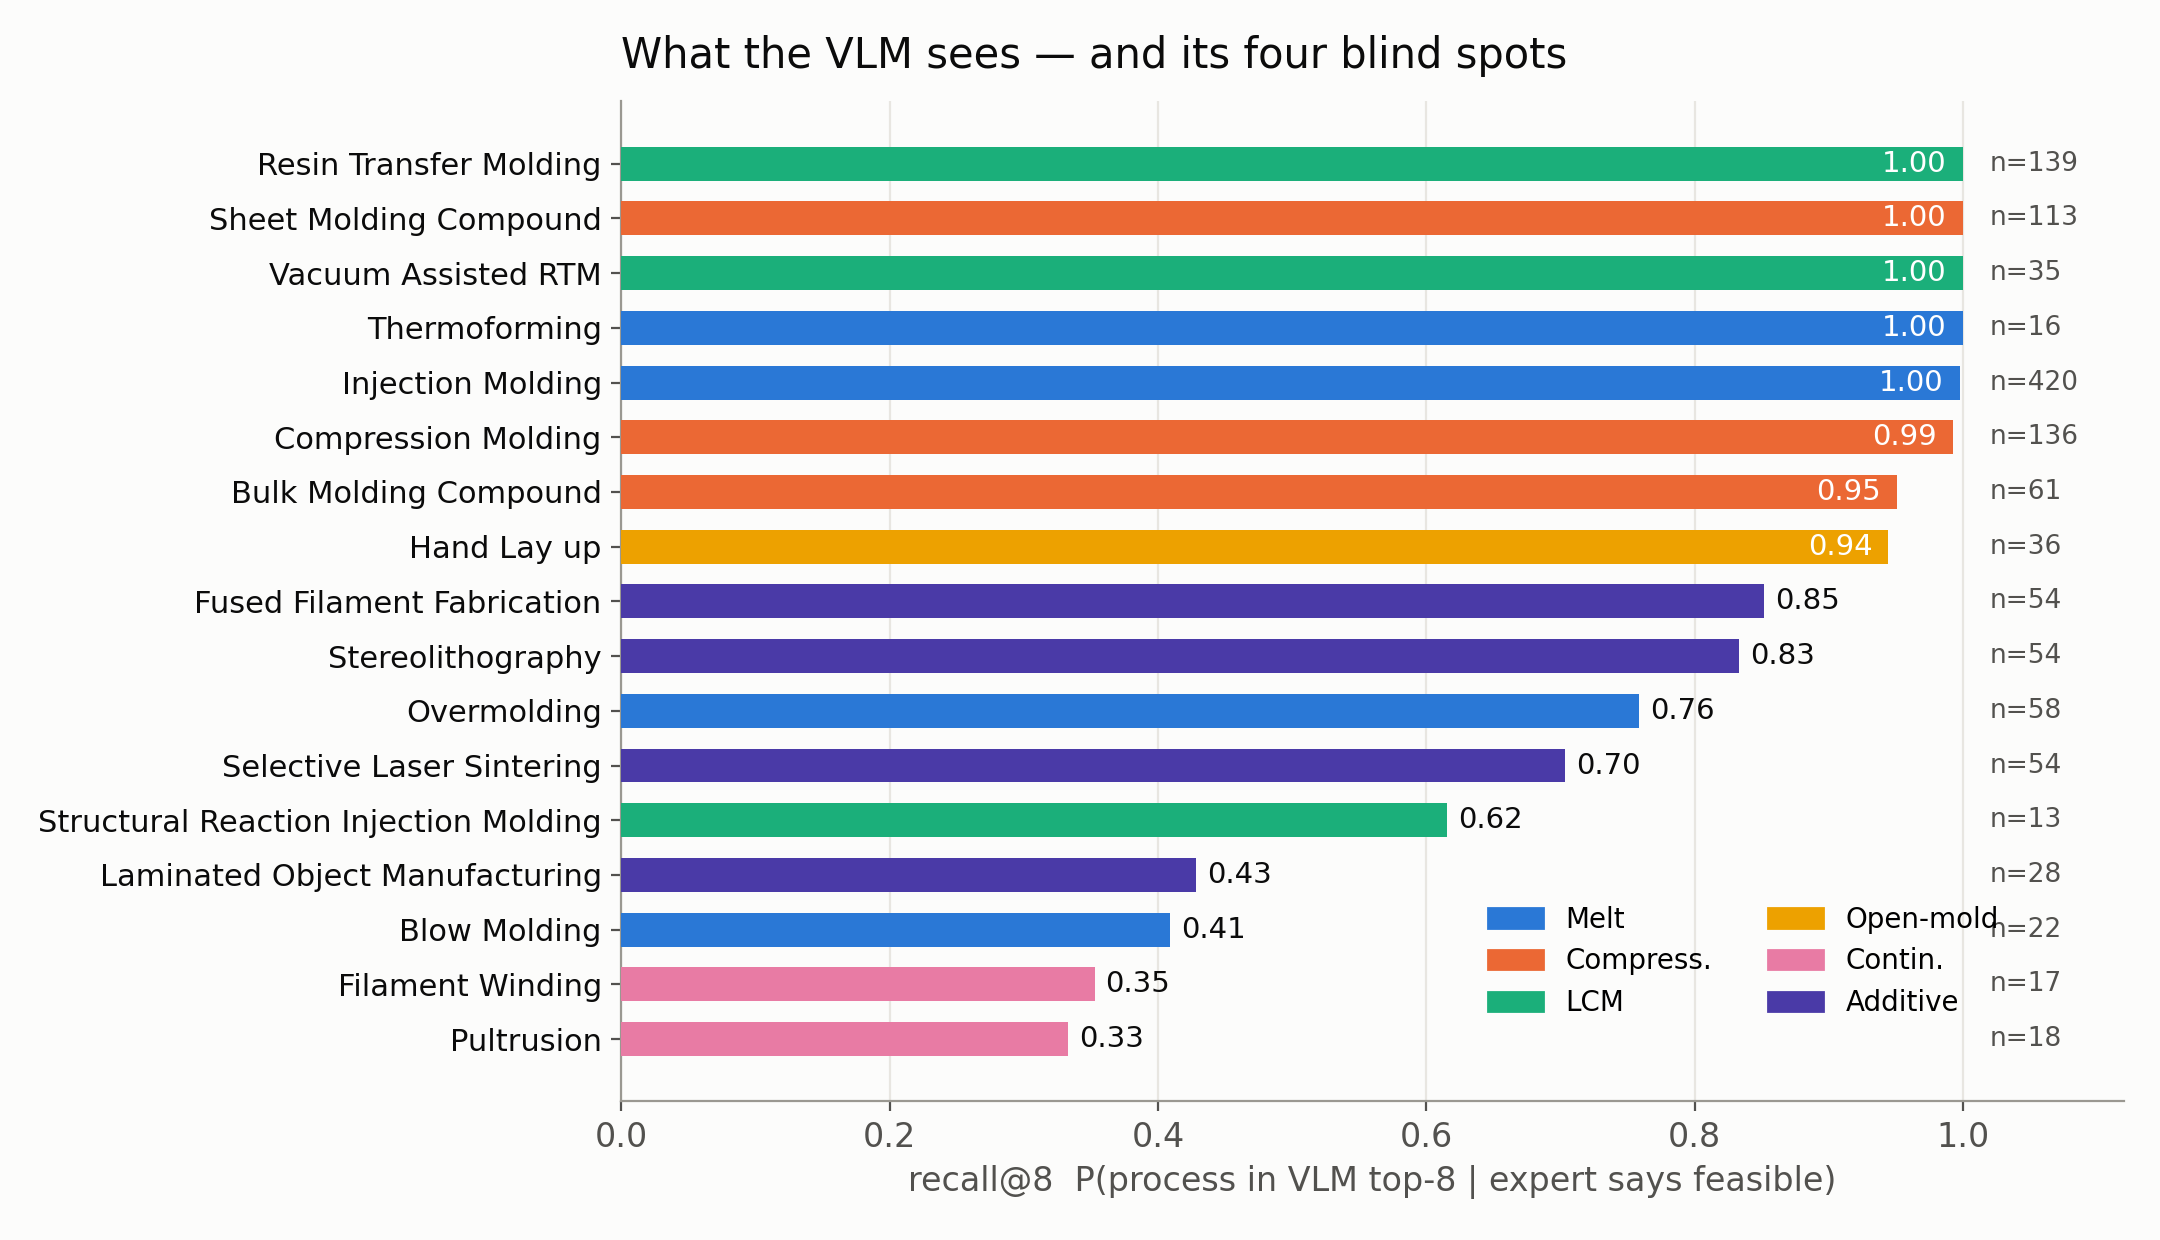 What the VLM sees — and its four blind spots
Resin Transfer Molding 1.00 n=139
Sheet Molding Compound 1.00 n=113
Vacuum Assisted RTM 1.00 n=35
Thermoforming 1.00 n=16
Injection Molding 1.00 n=420
Compression Molding 0.99 n=136
Bulk Molding Compound 0.95 n=61
Hand Lay up 0.94 n=36
Fused Filament Fabrication 0.85 n=54
Stereolithography 0.83 n=54
Overmolding 0.76 n=58
Selective Laser Sintering 0.70 n=54
Structural Reaction Injection Molding 0.62 n=13
Laminated Object Manufacturing 0.43 n=28
Blow Molding 0.41 n=22
Filament Winding 0.35 n=17
Pultrusion 0.33 n=18
Melt
Compress.
LCM
Open-mold
Contin.
Additive
0.0 0.2 0.4 0.6 0.8 1.0
recall@8 P(process in VLM top-8 | expert says feasible)